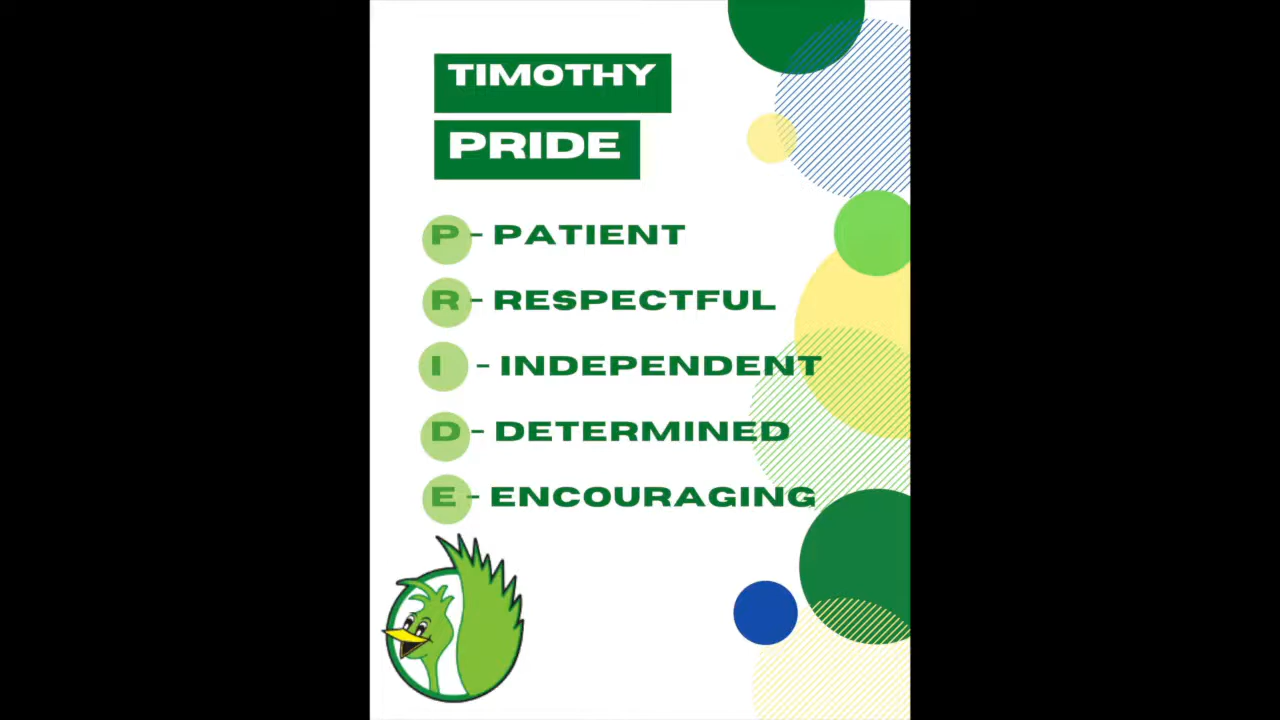 TIMOTHY
PRIDE
P - PATIENT
R - RESPECTFUL
I - INDEPENDENT
D - DETERMINED
E - ENCOURAGING